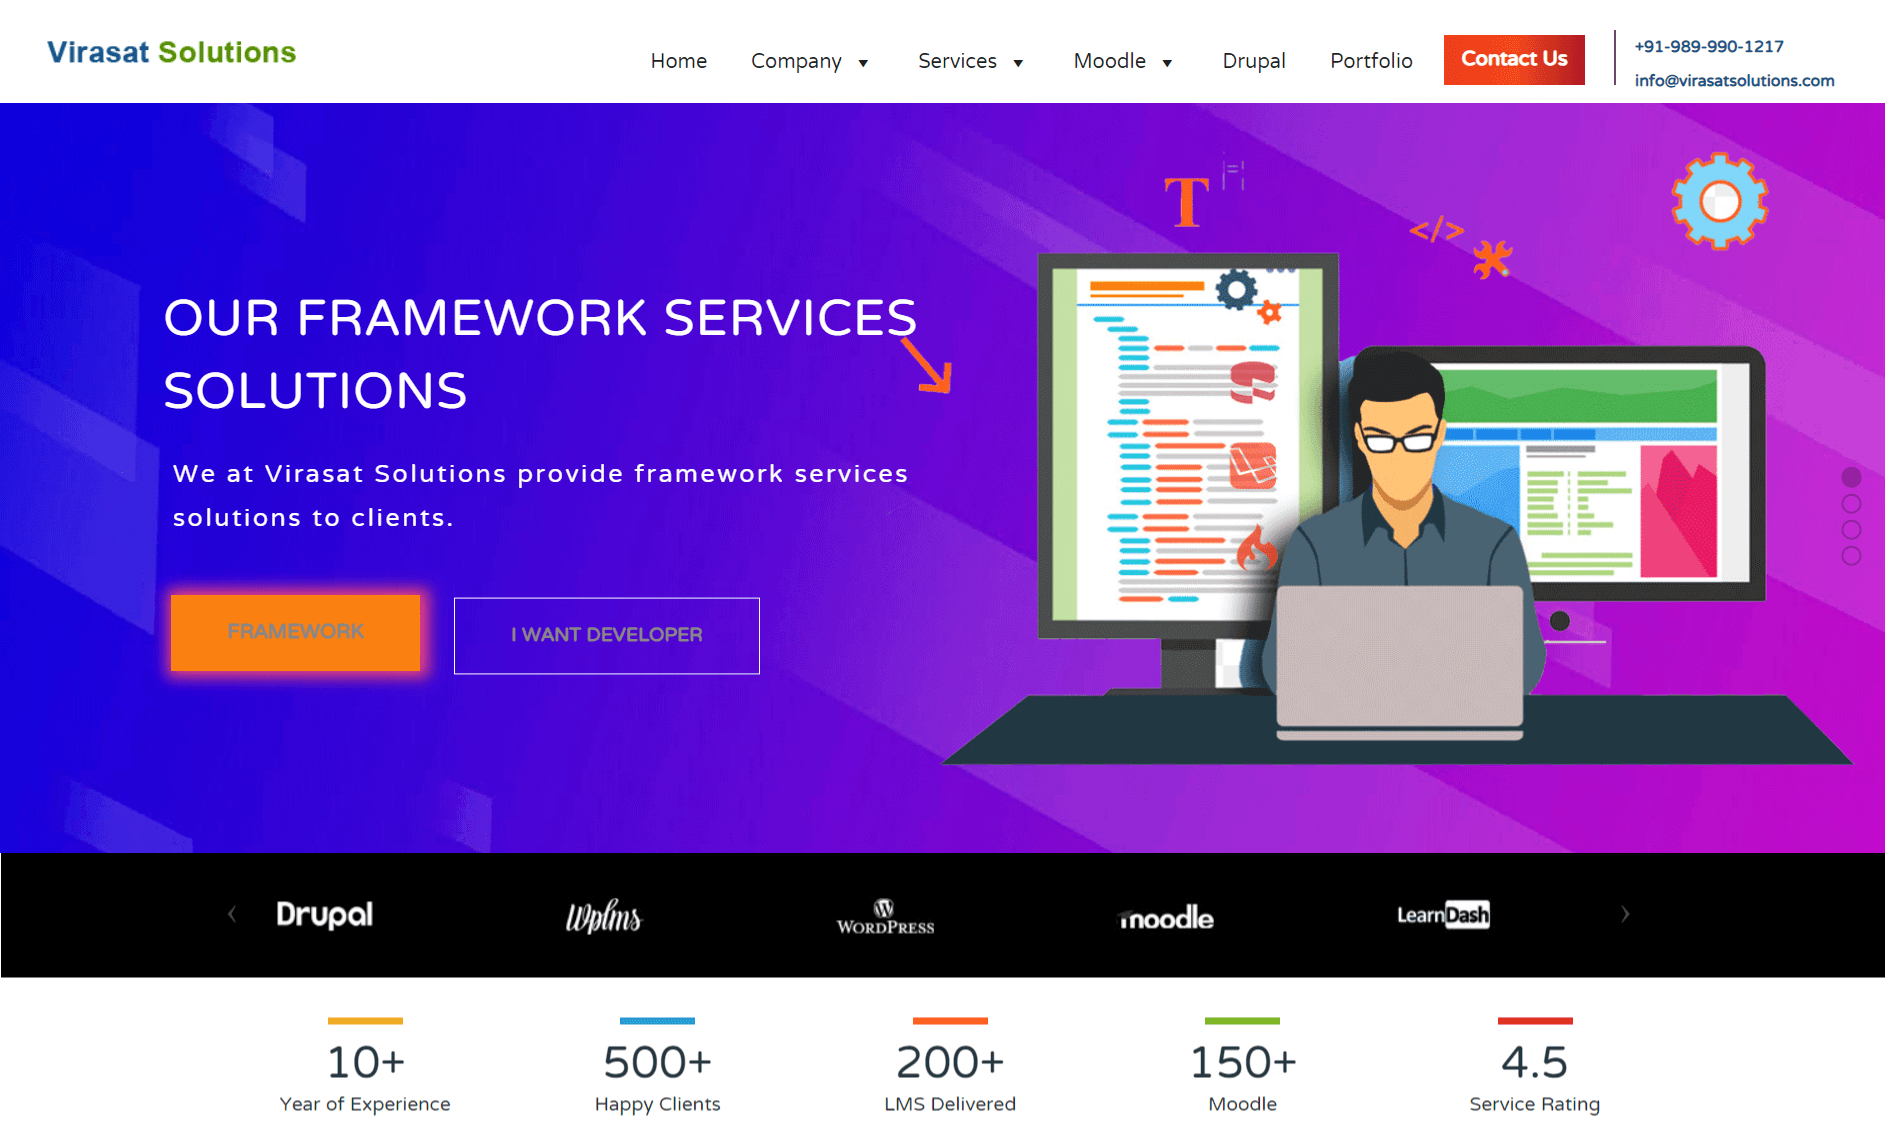 Virasat Solutions
Home
Company
Services
Moodle
Drupal
Portfolio
Contact Us
+91-989-990-1217
info@virasatsolutions.com
T
</>
OUR FRAMEWORK SERVICES
SOLUTIONS
We at Virasat Solutions provide framework services
solutions to clients.
FRAMEWORK
I WANT DEVELOPER
Drupal
Wplms
WORDPRESS
moodle
LearnDash
10+
Year of Experience
500+
Happy Clients
200+
LMS Delivered
150+
Moodle
4.5
Service Rating